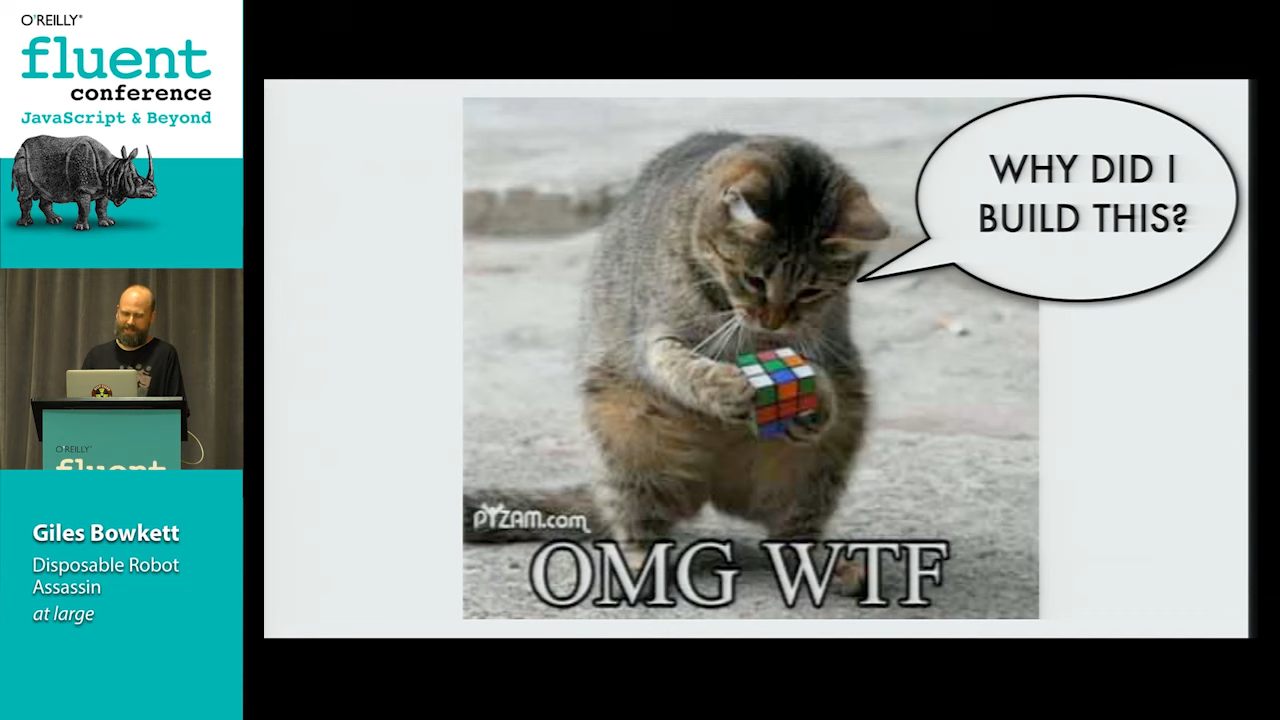 O'REILLY®
fluent
conference
JavaScript & Beyond
WHY DID I
BUILD THIS?
PYZAM.com
OMG WTF
O'REILLY®
fluent
Giles Bowkett
Disposable Robot
Assassin
at large